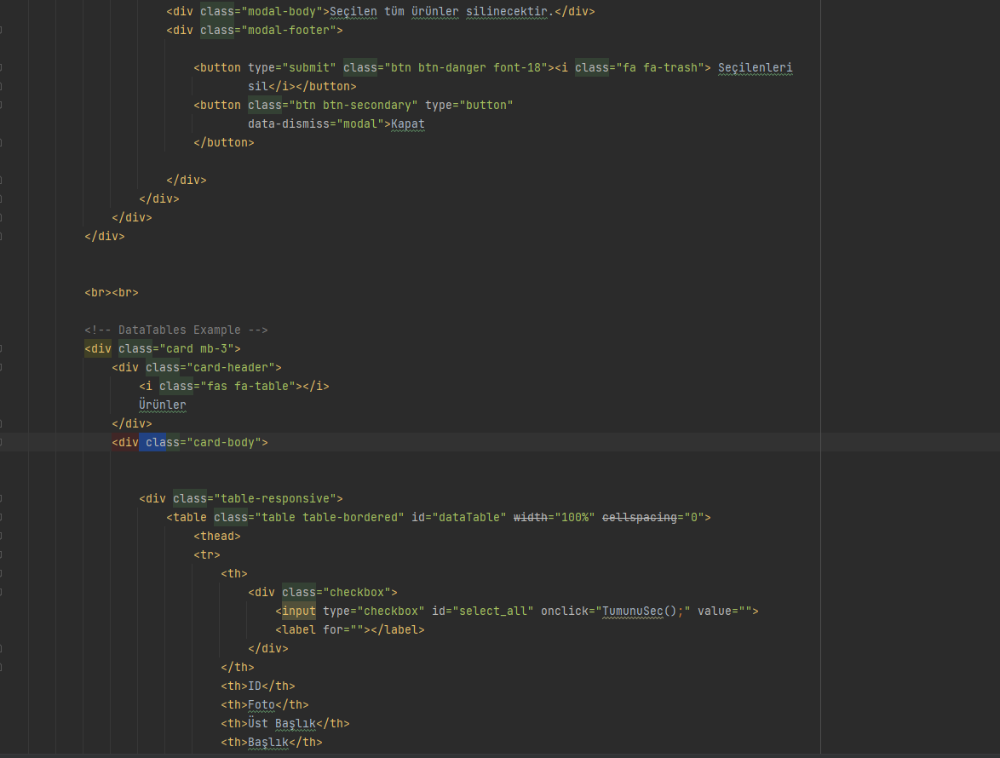 <div class="modal-body">Seçilen tüm ürünler silinecektir.</div>
<div class="modal-footer">
<button type="submit" class="btn btn-danger font-18"><i class="fa fa-trash"> Seçilenleri
sil</i></button>
<button class="btn btn-secondary" type="button"
data-dismiss="modal">Kapat
</button>
</div>
</div>
</div>
</div>
<br><br>
<!-- DataTables Example -->
<div class="card mb-3">
<div class="card-header">
<i class="fas fa-table"></i>
Ürünler
</div>
<div class="card-body">
<div class="table-responsive">
<table class="table table-bordered" id="dataTable" width="100%" cellspacing="0">
<thead>
<tr>
<th>
<div class="checkbox">
<input type="checkbox" id="select_all" onclick="TumunuSec();" value="">
<label for=""></label>
</div>
</th>
<th>ID</th>
<th>Foto</th>
<th>Üst Başlık</th>
<th>Başlık</th>